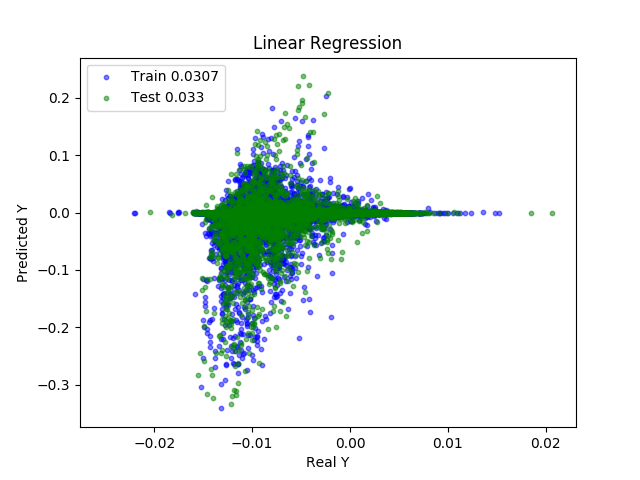 Linear Regression
Train 0.0307
Test 0.033
0.2
0.1
0.0
−0.1
−0.2
−0.3
Predicted Y
−0.02
−0.01
0.00
0.01
0.02
Real Y